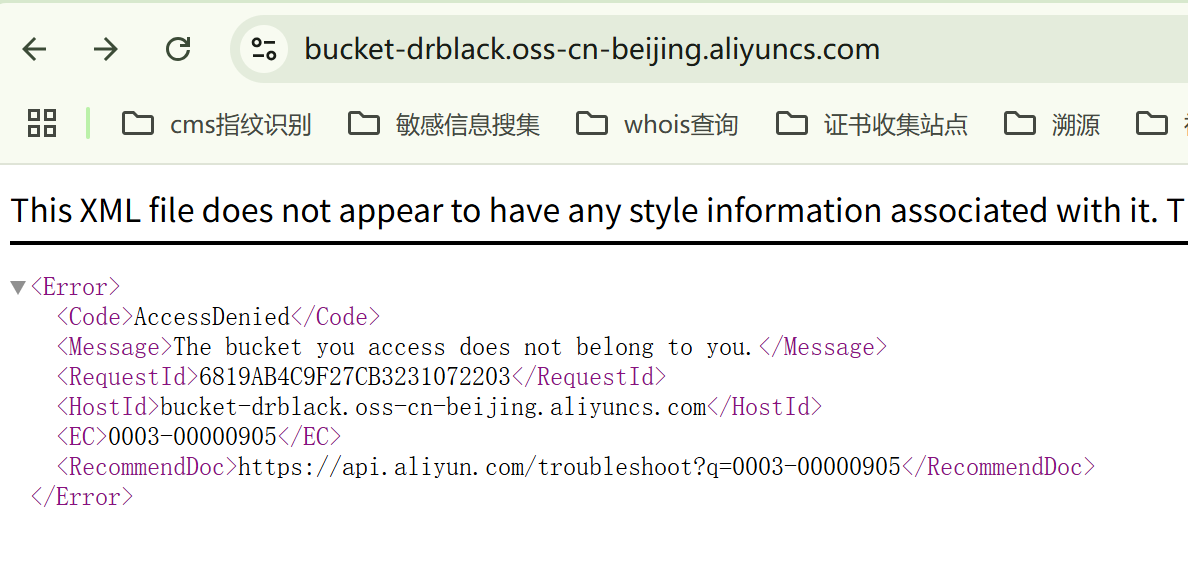 bucket-drblack.oss-cn-beijing.aliyuncs.com
cms指纹识别 敏感信息搜集 whois查询 证书收集站点 溯源
This XML file does not appear to have any style information associated with it. T
<Error>
<Code>AccessDenied</Code>
<Message>The bucket you access does not belong to you.</Message>
<RequestId>6819AB4C9F27CB3231072203</RequestId>
<HostId>bucket-drblack.oss-cn-beijing.aliyuncs.com</HostId>
<EC>0003-00000905</EC>
<RecommendDoc>https://api.aliyun.com/troubleshoot?q=0003-00000905</RecommendDoc>
</Error>